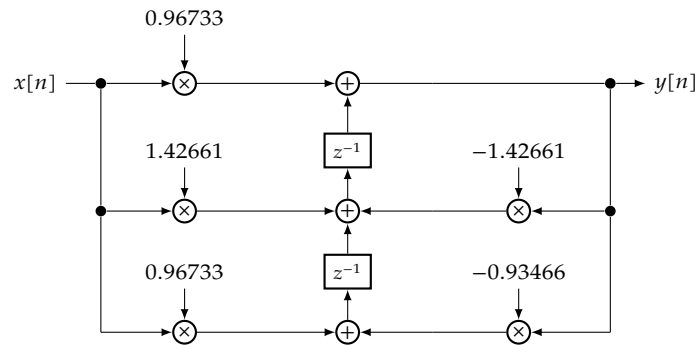 0.96733
x[n] × + y[n]
z⁻¹
1.42661 −1.42661
× + ×
z⁻¹
0.96733 −0.93466
× + ×